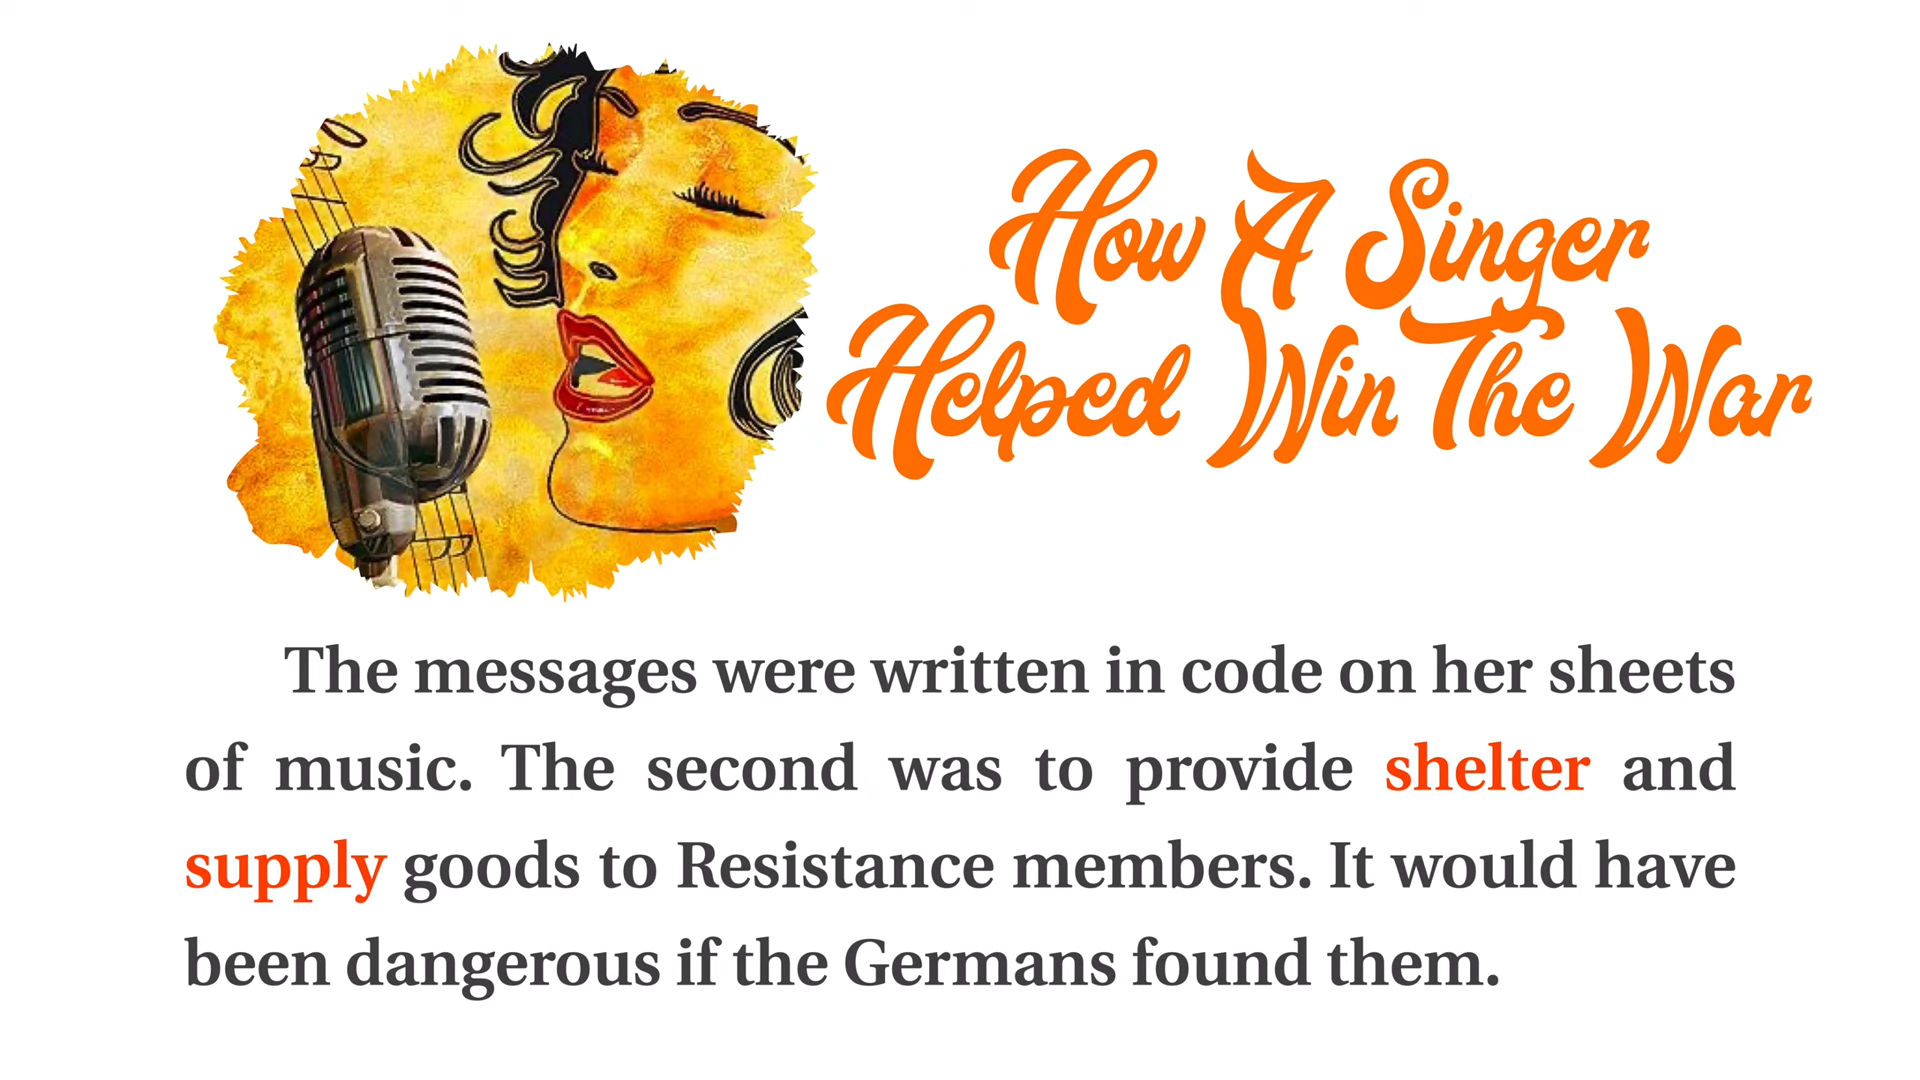 How A Singer
Helped Win The War
The messages were written in code on her sheets
of music. The second was to provide shelter and
supply goods to Resistance members. It would have
been dangerous if the Germans found them.